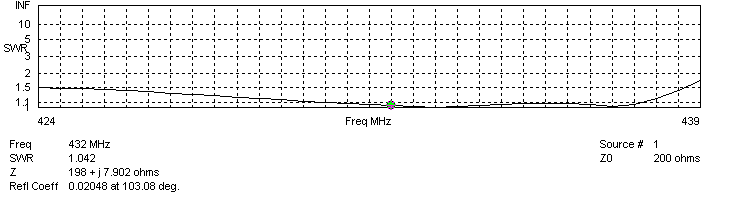 INF
10
5
SWR
3
2
1.5
1.1
1
424 Freq MHz 439
Freq 432 MHz Source # 1
SWR 1.042 Z0 200 ohms
Z 198 + j 7.902 ohms
Refl Coeff 0.02048 at 103.08 deg.